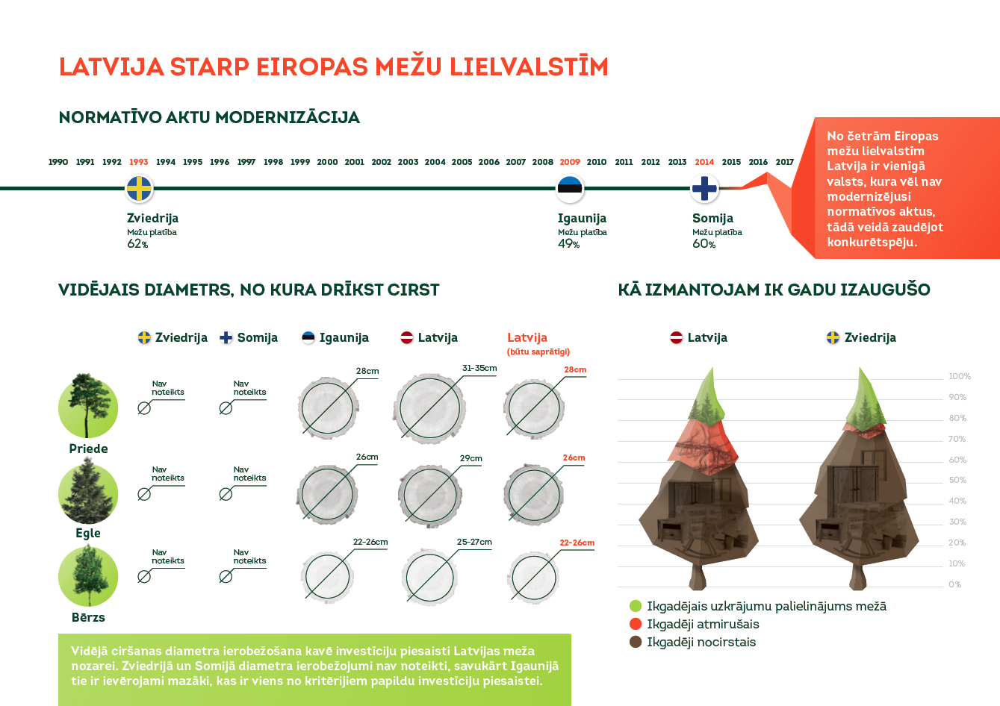 LATVIJA STARP EIROPAS MEŽU LIELVALSTĪM
NORMATĪVO AKTU MODERNIZĀCIJA
1990 1991 1992 1993 1994 1995 1996 1997 1998 1999 2000 2001 2002 2003 2004 2005 2006 2007 2008 2009 2010 2011 2012 2013 2014 2015 2016 2017
Zviedrija
Mežu platība
62%
Igaunija
Mežu platība
49%
Somija
Mežu platība
60%
No četrām Eiropas
mežu lielvalstīm
Latvija ir vienīgā
valsts, kura vēl nav
modernizējusi
normatīvos aktus,
tādā veidā zaudējot
konkurētspēju.
VIDĒJAIS DIAMETRS, NO KURA DRĪKST CIRST
Zviedrija Somija Igaunija Latvija Latvija
(būtu saprātīgi)
Nav
noteikts
Nav
noteikts
28cm
31-35cm
28cm
Priede
Nav
noteikts
Nav
noteikts
26cm
29cm
26cm
Egle
Nav
noteikts
Nav
noteikts
22-26cm
25-27cm
22-26cm
Bērzs
Vidējā ciršanas diametra ierobežošana kavē investīciju piesaisti Latvijas meža
nozarei. Zviedrijā un Somijā diametra ierobežojumi nav noteikti, savukārt Igaunijā
tie ir ievērojami mazāki, kas ir viens no kritērijiem papildu investīciju piesaistei.
KĀ IZMANTOJAM IK GADU IZAUGUŠO
Latvija Zviedrija
100%
90%
80%
70%
60%
50%
40%
30%
20%
10%
0%
Ikgadējais uzkrājumu palielinājums mežā
Ikgadēji atmirušais
Ikgadēji nocirstais